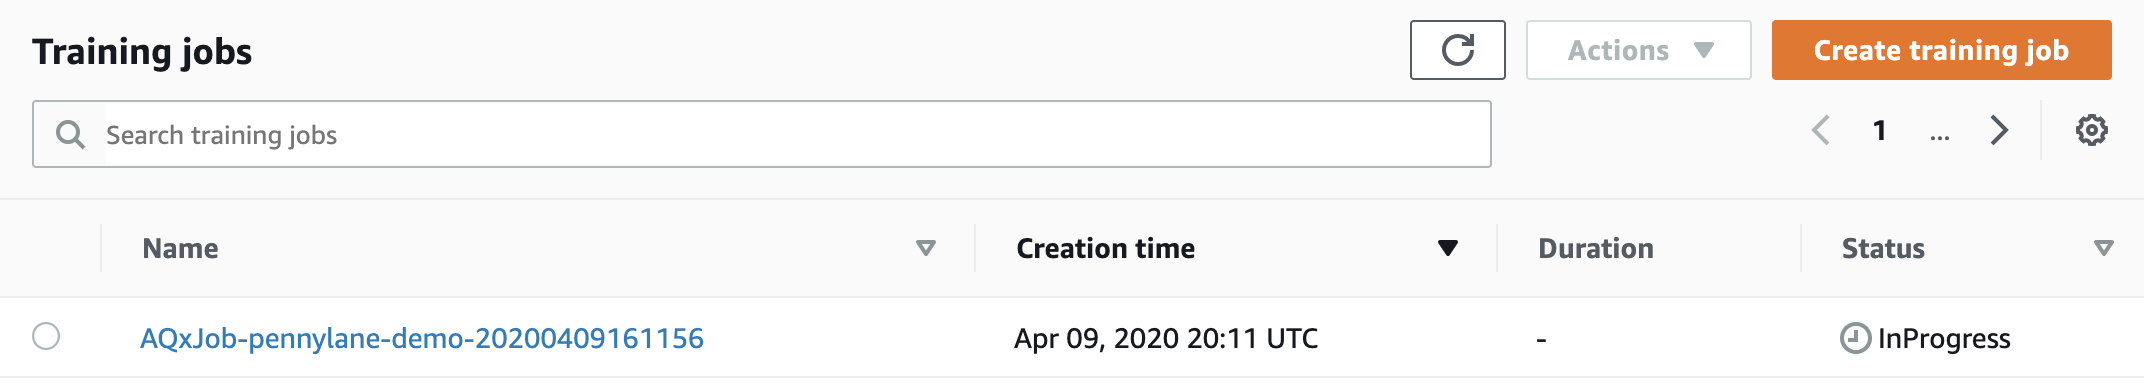 Training jobs
Actions
Create training job
Search training jobs
1 ...
Name Creation time Duration Status
AQxJob-pennylane-demo-20200409161156 Apr 09, 2020 20:11 UTC - InProgress